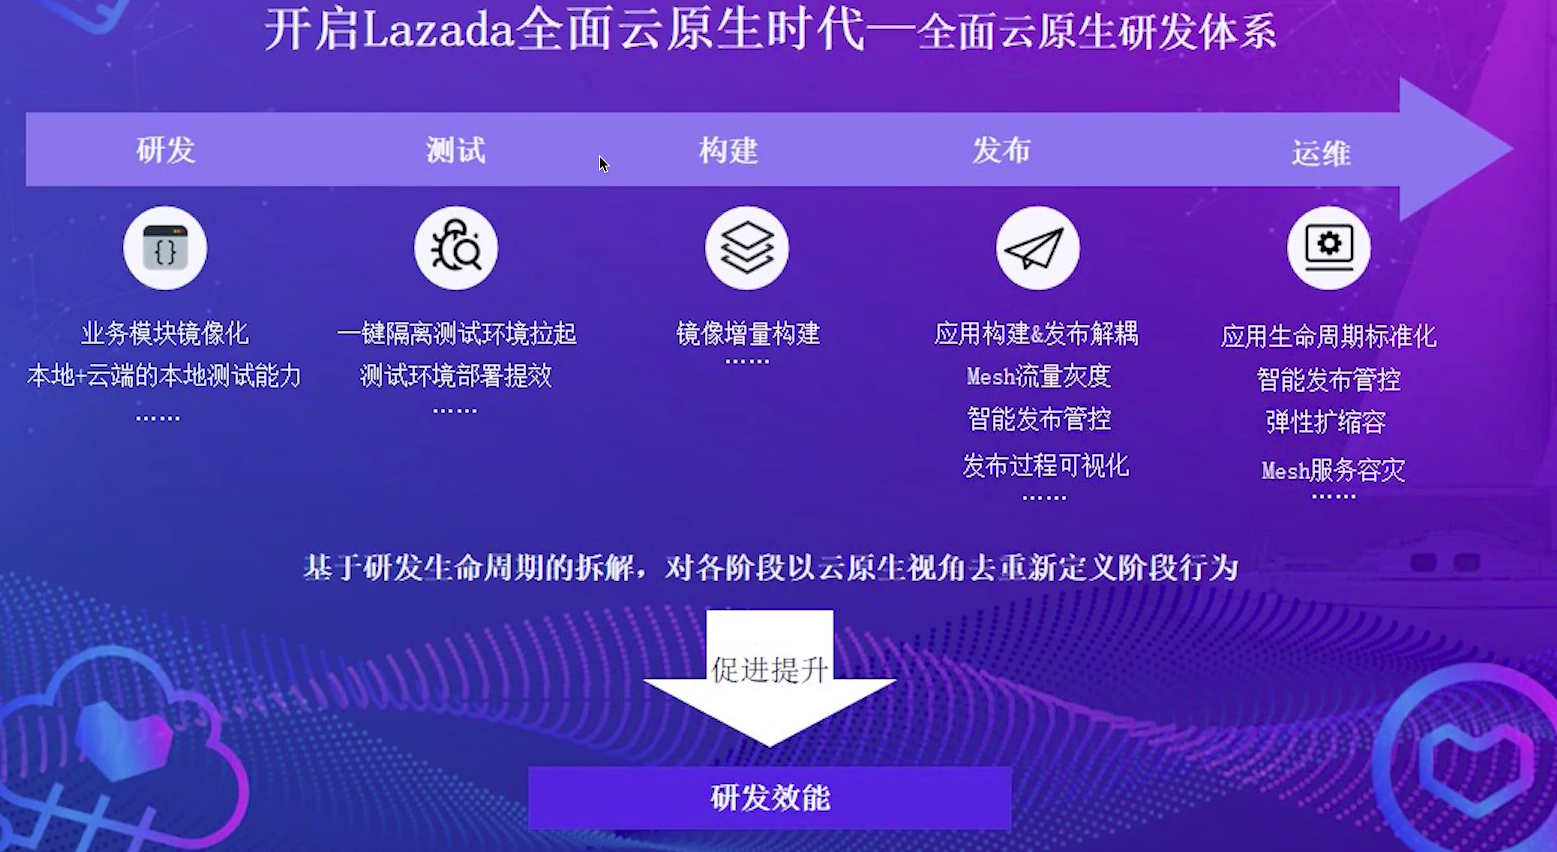 开启Lazada全面云原生时代—全面云原生研发体系
研发
测试
构建
发布
运维
{}
业务模块镜像化
本地+云端的本地测试能力
......
一键隔离测试环境拉起
测试环境部署提效
......
镜像增量构建
......
应用构建&发布解耦
Mesh流量灰度
智能发布管控
发布过程可视化
......
应用生命周期标准化
智能发布管控
弹性扩缩容
Mesh服务容灾
......
基于研发生命周期的拆解，对各阶段以云原生视角去重新定义阶段行为
促进提升
研发效能